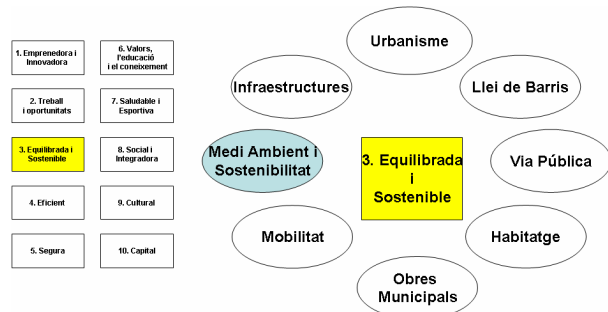 1. Emprenedora i
Innovadora
2. Treball
i oportunitats
3. Equilibrada i
Sostenible
4. Eficient
5. Segura
6. Valors,
l'educació
i el coneixement
7. Saludable i
Esportiva
8. Social i
Integradora
9. Cultural
10. Capital
Urbanisme
Infraestructures
Llei de Barris
Medi Ambient i
Sostenibilitat
3. Equilibrada
i
Sostenible
Via Pública
Mobilitat
Habitatge
Obres
Municipals